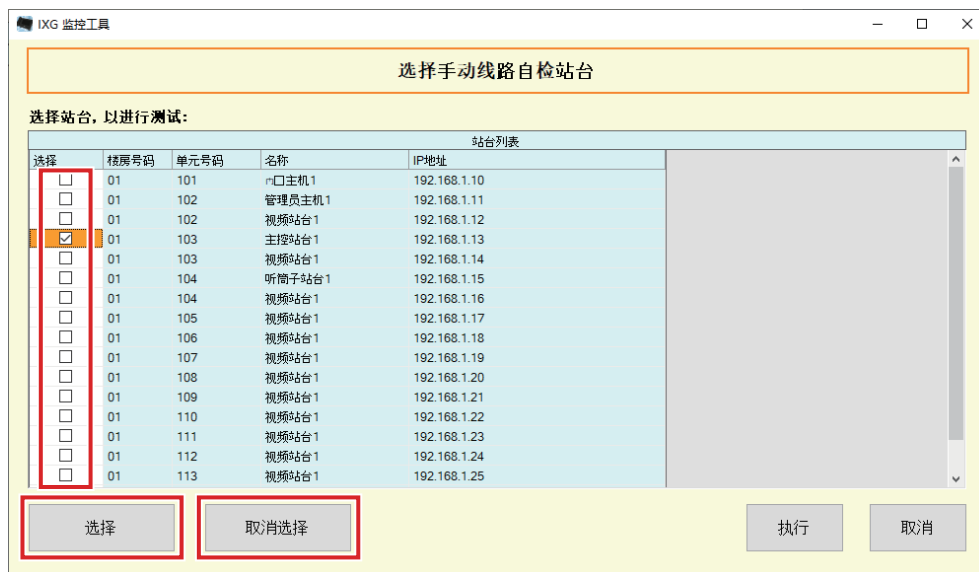 IXG 监控工具
选择手动线路自检站台
选择站台, 以进行测试:
站台列表
选择 楼房号码 单元号码 名称 IP地址
01 101 门口主机1 192.168.1.10
01 102 管理员主机1 192.168.1.11
01 102 视频站台1 192.168.1.12
01 103 主控站台1 192.168.1.13
01 103 视频站台1 192.168.1.14
01 104 听筒子站台1 192.168.1.15
01 104 视频站台1 192.168.1.16
01 105 视频站台1 192.168.1.17
01 106 视频站台1 192.168.1.18
01 107 视频站台1 192.168.1.19
01 108 视频站台1 192.168.1.20
01 109 视频站台1 192.168.1.21
01 110 视频站台1 192.168.1.22
01 111 视频站台1 192.168.1.23
01 112 视频站台1 192.168.1.24
01 113 视频站台1 192.168.1.25
选择 取消选择 执行 取消